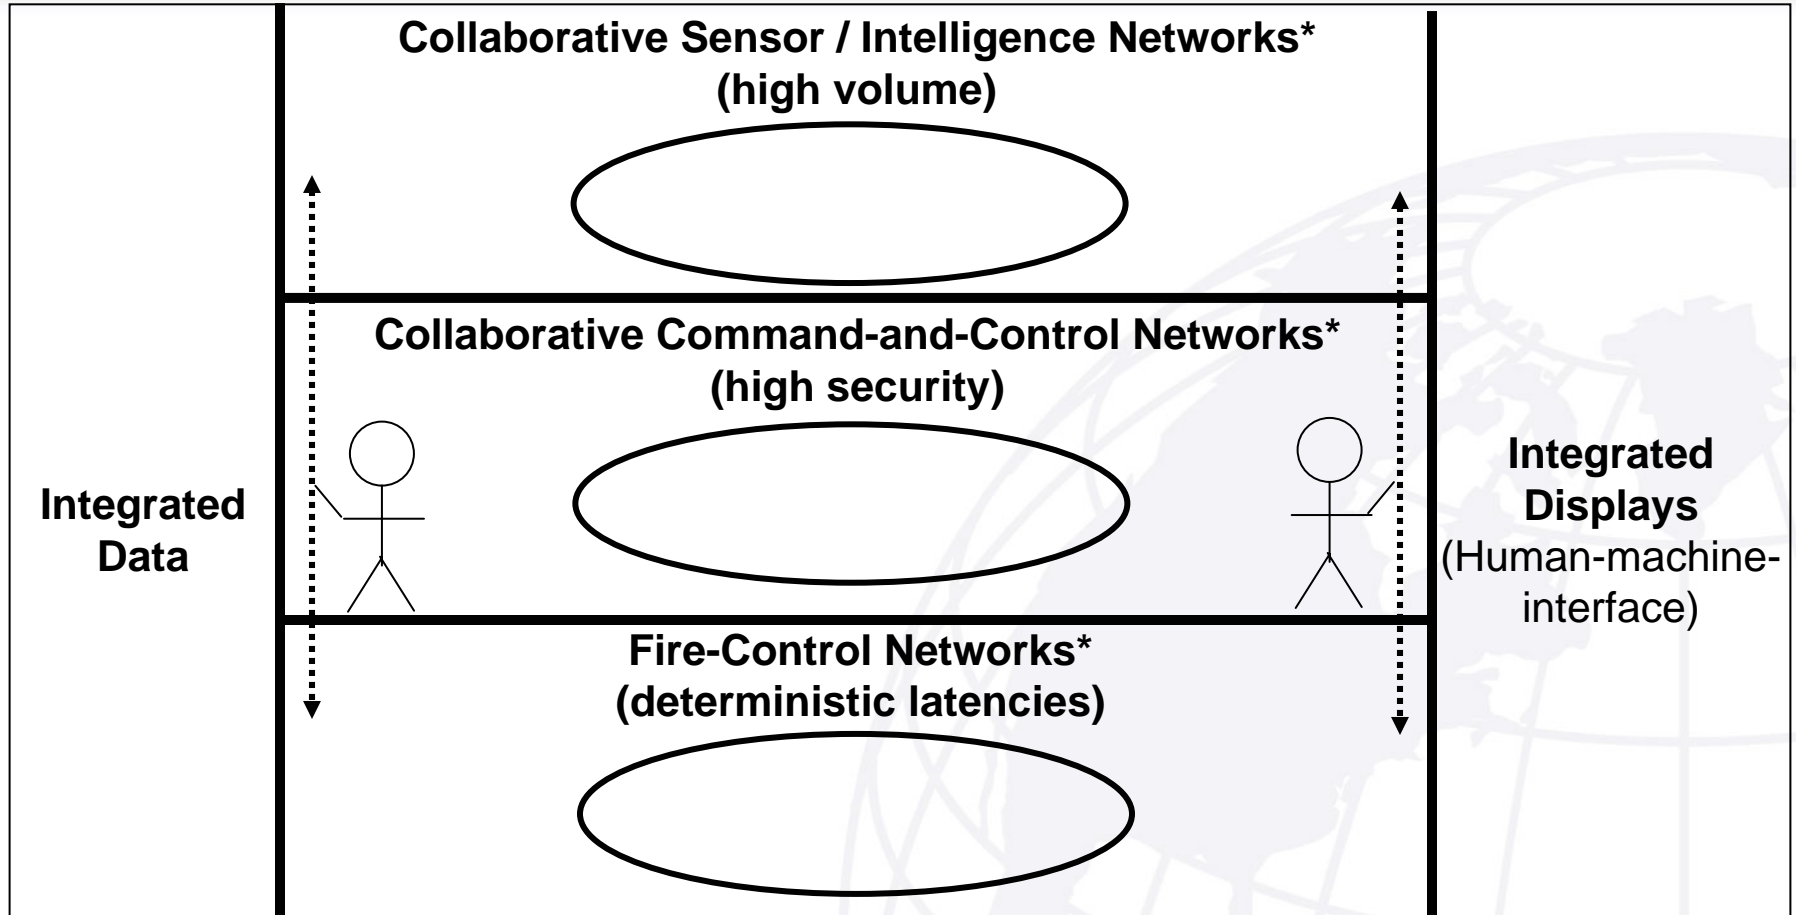 Collaborative Sensor / Intelligence Networks*
(high volume)
Collaborative Command-and-Control Networks*
(high security)
Integrated
Data
Integrated
Displays
(Human-machine-
interface)
Fire-Control Networks*
(deterministic latencies)